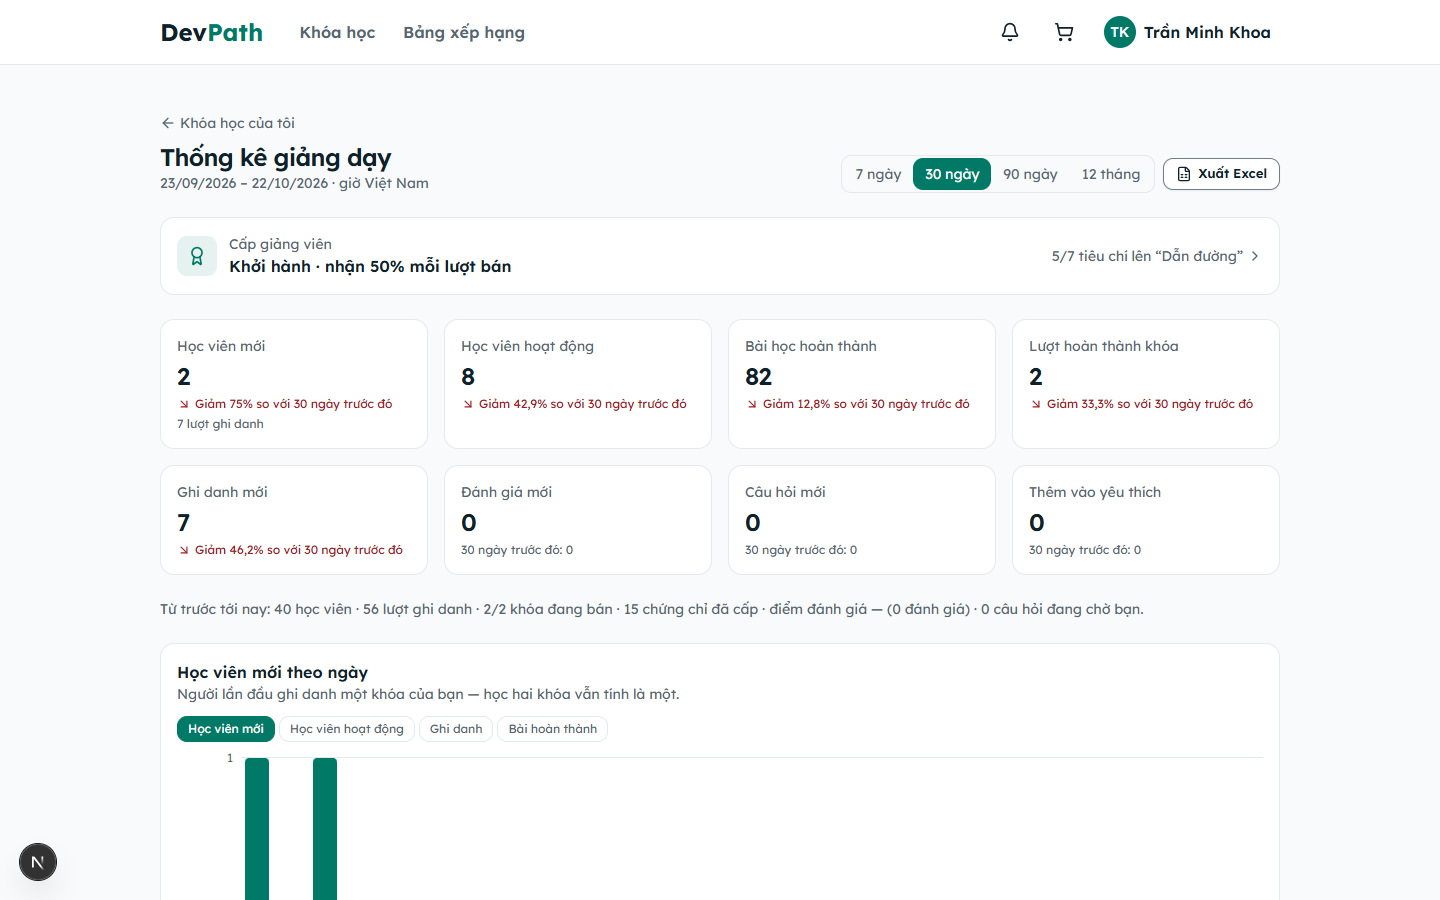 DevPath
Khóa học
Bảng xếp hạng
TK
Trần Minh Khoa
Khóa học của tôi
Thống kê giảng dạy
23/09/2026 – 22/10/2026 · giờ Việt Nam
7 ngày
30 ngày
90 ngày
12 tháng
Xuất Excel
Cấp giảng viên
Khởi hành · nhận 50% mỗi lượt bán
5/7 tiêu chí lên “Dẫn đường”
Học viên mới
2
Giảm 75% so với 30 ngày trước đó
7 lượt ghi danh
Học viên hoạt động
8
Giảm 42,9% so với 30 ngày trước đó
Bài học hoàn thành
82
Giảm 12,8% so với 30 ngày trước đó
Lượt hoàn thành khóa
2
Giảm 33,3% so với 30 ngày trước đó
Ghi danh mới
7
Giảm 46,2% so với 30 ngày trước đó
Đánh giá mới
0
30 ngày trước đó: 0
Câu hỏi mới
0
30 ngày trước đó: 0
Thêm vào yêu thích
0
30 ngày trước đó: 0
Từ trước tới nay: 40 học viên · 56 lượt ghi danh · 2/2 khóa đang bán · 15 chứng chỉ đã cấp · điểm đánh giá — (0 đánh giá) · 0 câu hỏi đang chờ bạn.
Học viên mới theo ngày
Người lần đầu ghi danh một khóa của bạn — học hai khóa vẫn tính là một.
Học viên mới
Học viên hoạt động
Ghi danh
Bài hoàn thành
1
N